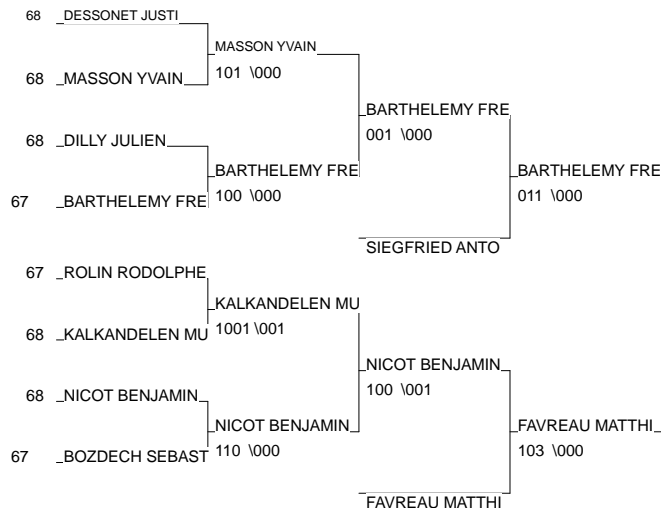 68 DESSONET JUSTI
MASSON YVAIN
101 \000
68 MASSON YVAIN
BARTHELEMY FRE
001 \000
68 DILLY JULIEN
BARTHELEMY FRE
100 \000
BARTHELEMY FRE
011 \000
67 BARTHELEMY FRE
SIEGFRIED ANTO
67 ROLIN RODOLPHE
KALKANDELEN MU
1001 \001
68 KALKANDELEN MU
NICOT BENJAMIN
100 \001
68 NICOT BENJAMIN
NICOT BENJAMIN
110 \000
FAVREAU MATTHI
103 \000
67 BOZDECH SEBAST
FAVREAU MATTHI